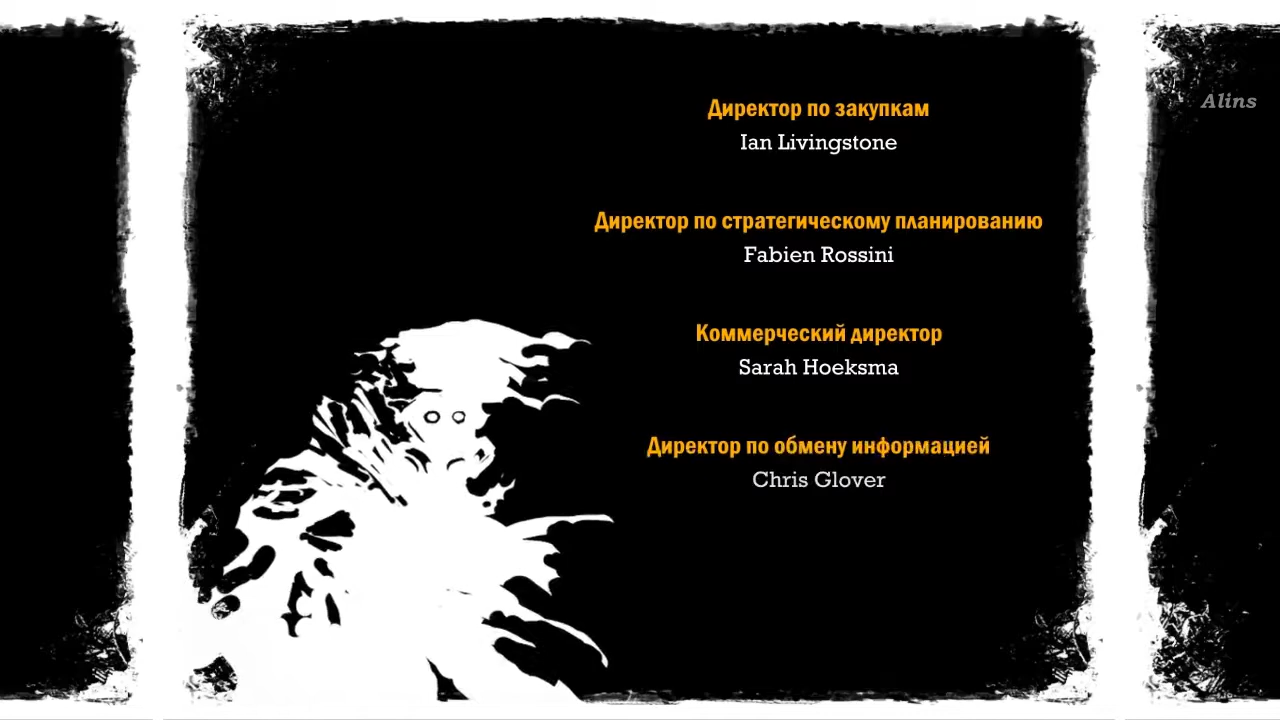 Директор по закупкам
Ian Livingstone
Alins
Директор по стратегическому планированию
Fabien Rossini
Коммерческий директор
Sarah Hoeksma
Директор по обмену информацией
Chris Glover